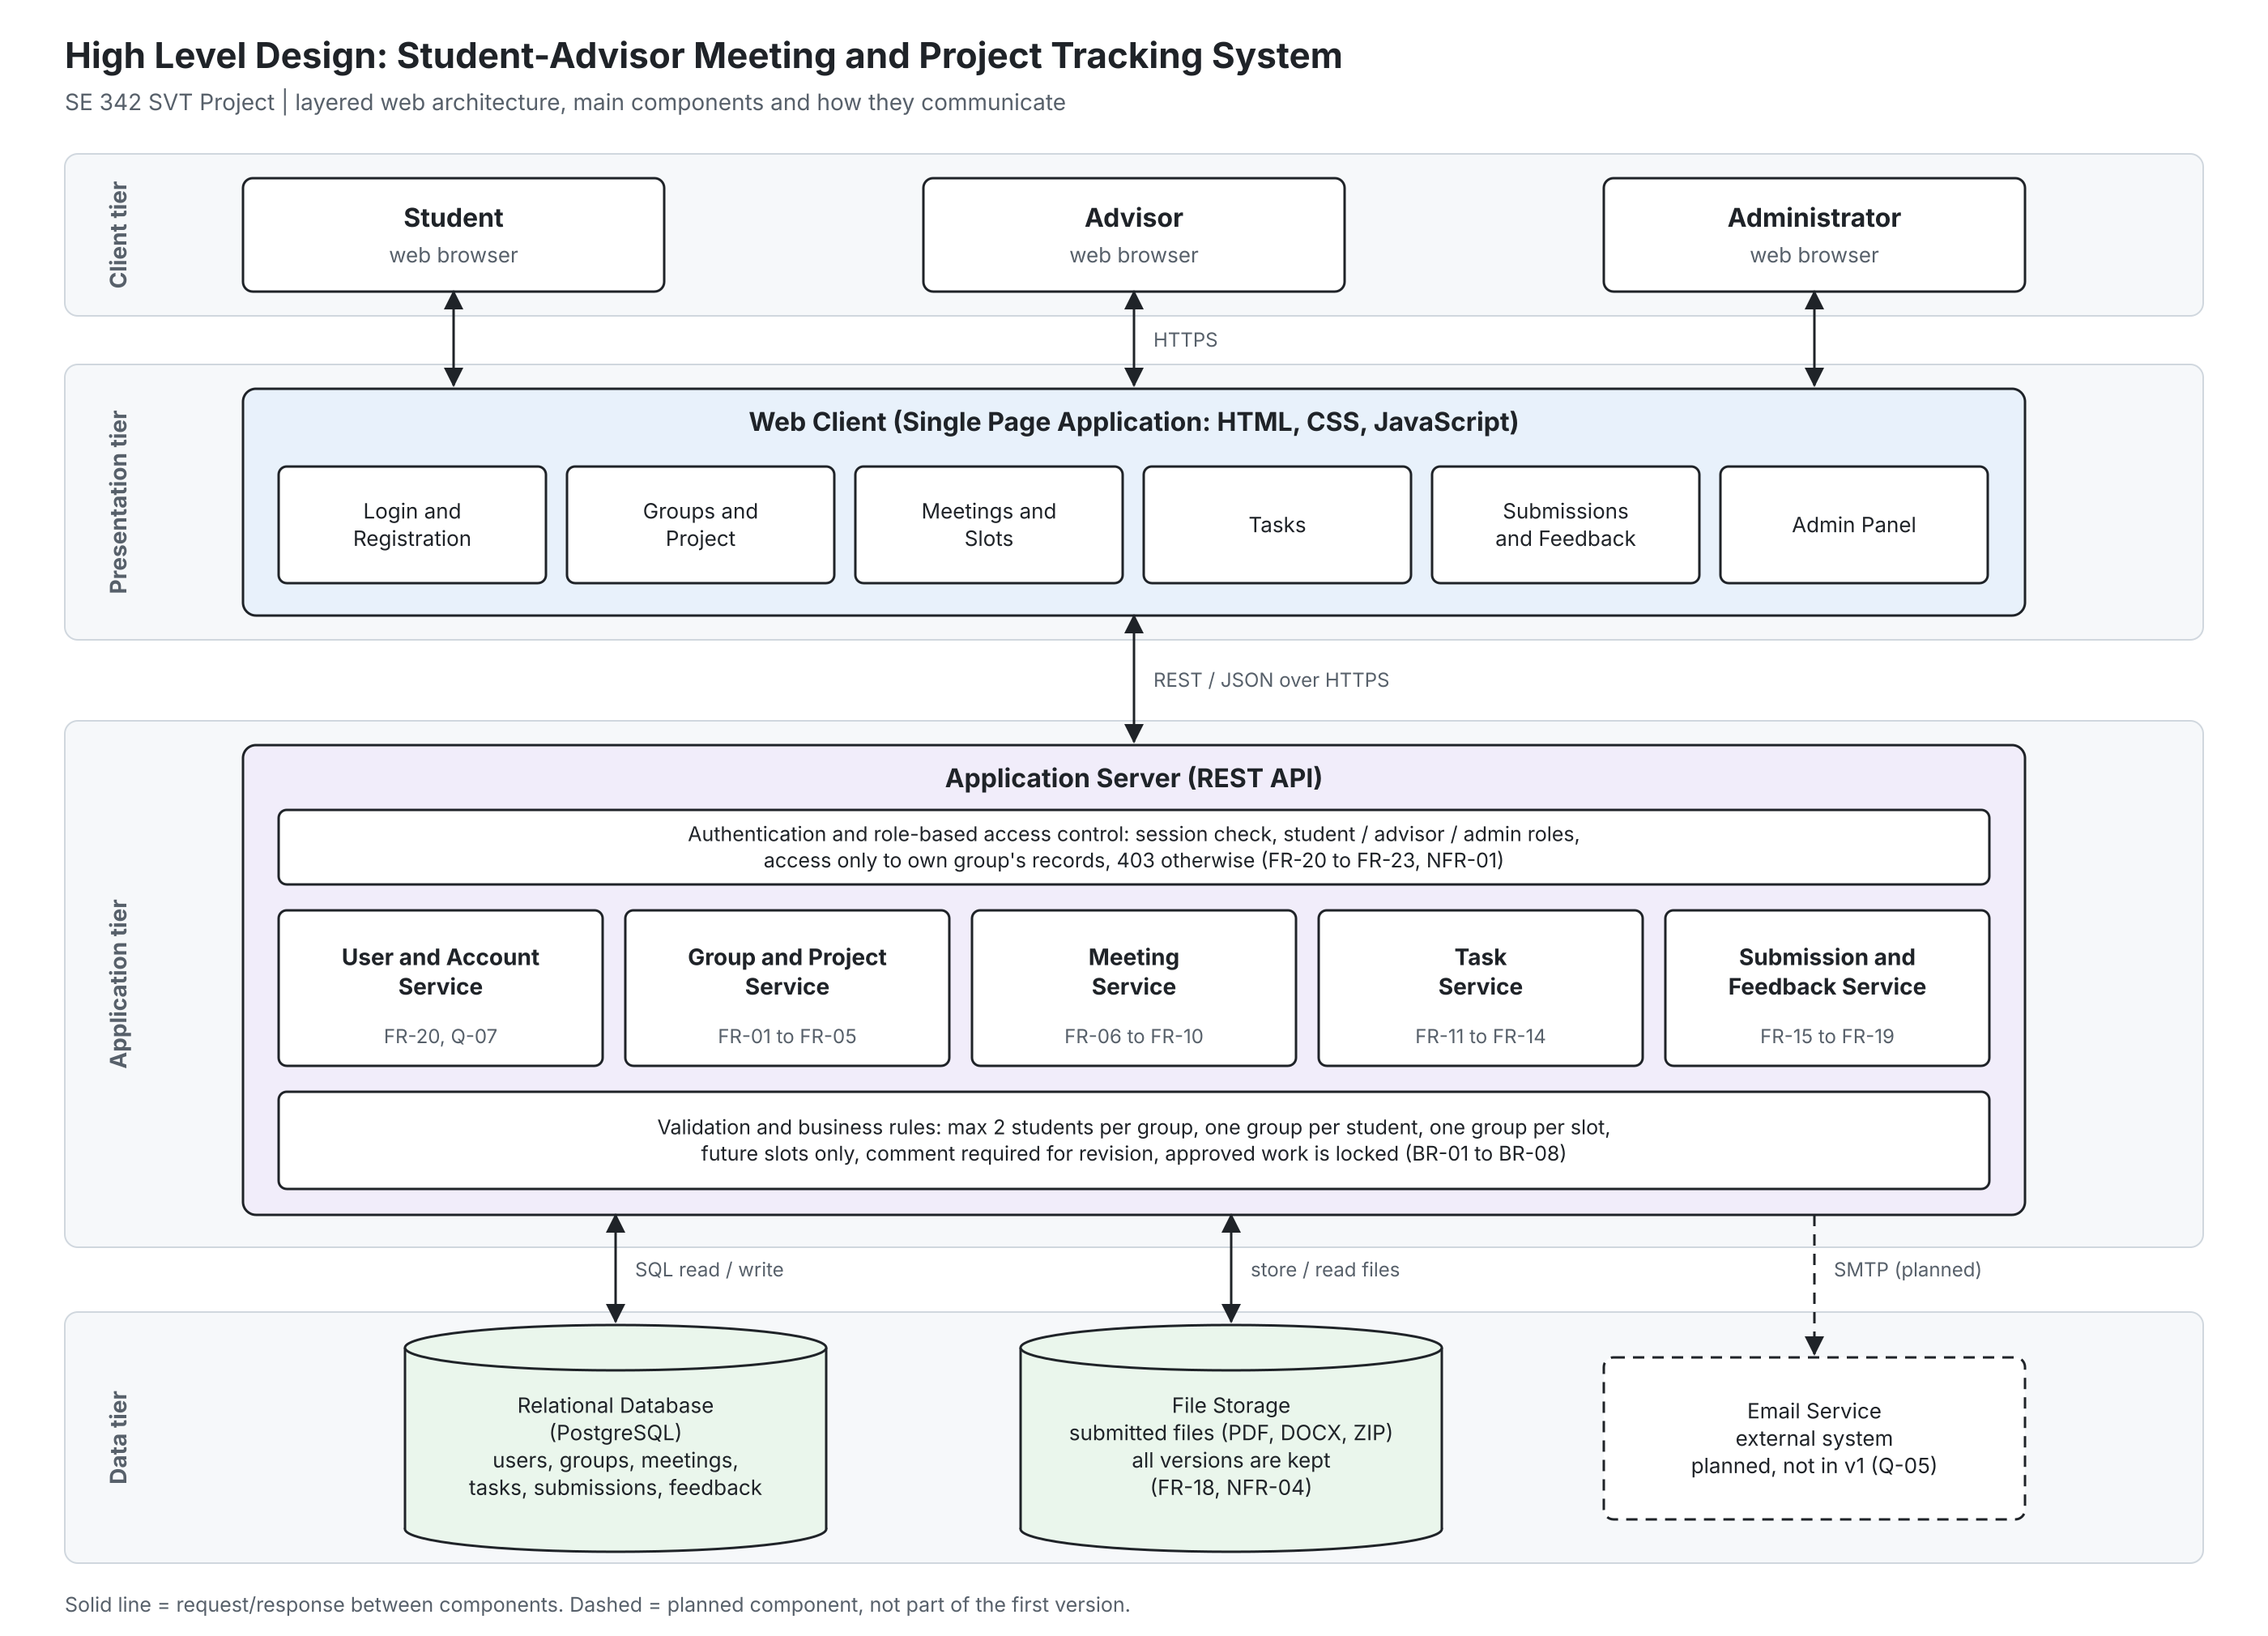 High Level Design: Student-Advisor Meeting and Project Tracking System
SE 342 SVT Project | layered web architecture, main components and how they communicate
Client tier
Student
web browser
Advisor
web browser
Administrator
web browser
HTTPS
Presentation tier
Web Client (Single Page Application: HTML, CSS, JavaScript)
Login and
Registration
Groups and
Project
Meetings and
Slots
Tasks
Submissions
and Feedback
Admin Panel
REST / JSON over HTTPS
Application tier
Application Server (REST API)
Authentication and role-based access control: session check, student / advisor / admin roles,
access only to own group's records, 403 otherwise (FR-20 to FR-23, NFR-01)
User and Account
Service
FR-20, Q-07
Group and Project
Service
FR-01 to FR-05
Meeting
Service
FR-06 to FR-10
Task
Service
FR-11 to FR-14
Submission and
Feedback Service
FR-15 to FR-19
Validation and business rules: max 2 students per group, one group per student, one group per slot,
future slots only, comment required for revision, approved work is locked (BR-01 to BR-08)
SQL read / write
store / read files
SMTP (planned)
Data tier
Relational Database
(PostgreSQL)
users, groups, meetings,
tasks, submissions, feedback
File Storage
submitted files (PDF, DOCX, ZIP)
all versions are kept
(FR-18, NFR-04)
Email Service
external system
planned, not in v1 (Q-05)
Solid line = request/response between components. Dashed = planned component, not part of the first version.